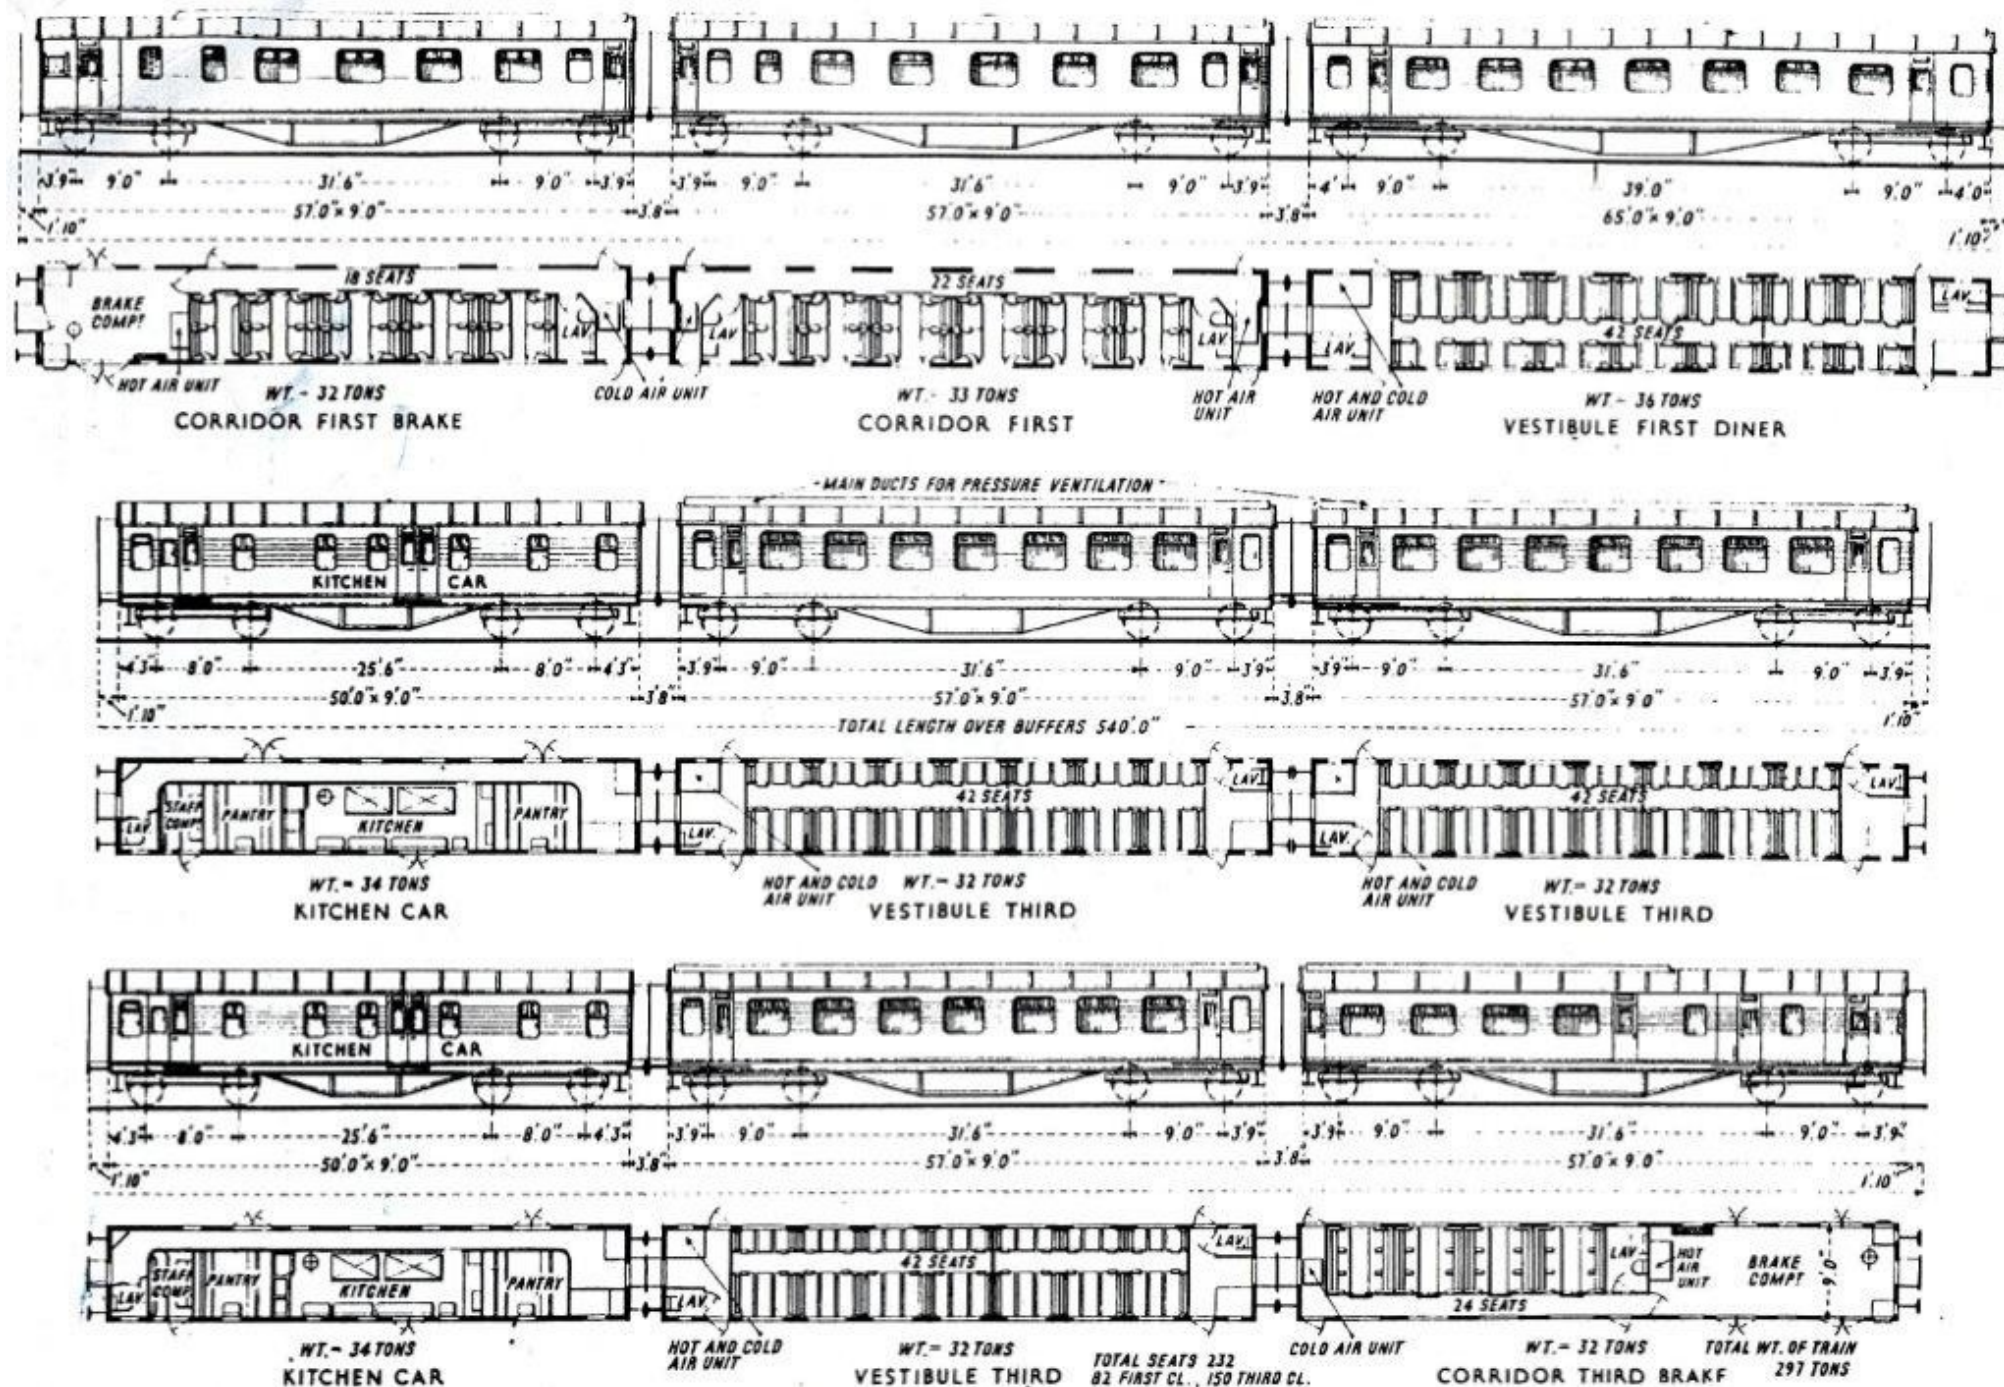 3'.9" 9'.0" 31'.6" 9'.0" 3'.9" 3'.9" 9'.0" 31'.6" 9'.0" 3'.9" 4' 9'.0" 39'.0" 9'.0" 4'.0"
57'.0" x 9'.0" 3'.8" 57'.0" x 9'.0" 3'.8" 65'.0" x 9'.0"
1'.10" 1'.10"
18 SEATS 22 SEATS
BRAKE COMPT LAV. LAV. LAV. 42 SEATS LAV. LAV.
HOT AIR UNIT WT.- 32 TONS COLD AIR UNIT WT.- 33 TONS HOT AIR UNIT HOT AND COLD AIR UNIT WT.- 36 TONS
CORRIDOR FIRST BRAKE CORRIDOR FIRST VESTIBULE FIRST DINER
-MAIN DUCTS FOR PRESSURE VENTILATION-
KITCHEN CAR
4'.3" 8'.0" 25'.6" 8'.0" 4'.3" 3'.9" 9'.0" 31'.6" 9'.0" 3'.9" 3'.9" 9'.0" 31'.6" 9'.0" 3'.9"
50'.0" x 9'.0" 3'.8" 57'.0" x 9'.0" 3'.8" 57'.0" x 9'.0"
1'.10" TOTAL LENGTH OVER BUFFERS 540'.0" 1'.10"
LAV. STAFF COMPT PANTRY KITCHEN PANTRY LAV. 42 SEATS LAV. LAV. 42 SEATS LAV.
WT.- 34 TONS HOT AND COLD AIR UNIT WT.- 32 TONS HOT AND COLD AIR UNIT WT.- 32 TONS
KITCHEN CAR VESTIBULE THIRD VESTIBULE THIRD
KITCHEN CAR
4'.3" 8'.0" 25'.6" 8'.0" 4'.3" 3'.9" 9'.0" 31'.6" 9'.0" 3'.9" 3'.9" 9'.0" 31'.6" 9'.0" 3'.9"
50'.0" x 9'.0" 3'.8" 57'.0" x 9'.0" 3'.8" 57'.0" x 9'.0"
1'.10" 1'.10"
LAV. STAFF COMPT PANTRY KITCHEN PANTRY LAV. 42 SEATS LAV. LAV. HOT AIR UNIT BRAKE COMPT 9'.0"
24 SEATS
WT.- 34 TONS HOT AND COLD AIR UNIT WT.- 32 TONS COLD AIR UNIT WT.- 32 TONS TOTAL WT. OF TRAIN
TOTAL SEATS 232 297 TONS
KITCHEN CAR VESTIBULE THIRD 82 FIRST CL., 150 THIRD CL. CORRIDOR THIRD BRAKE